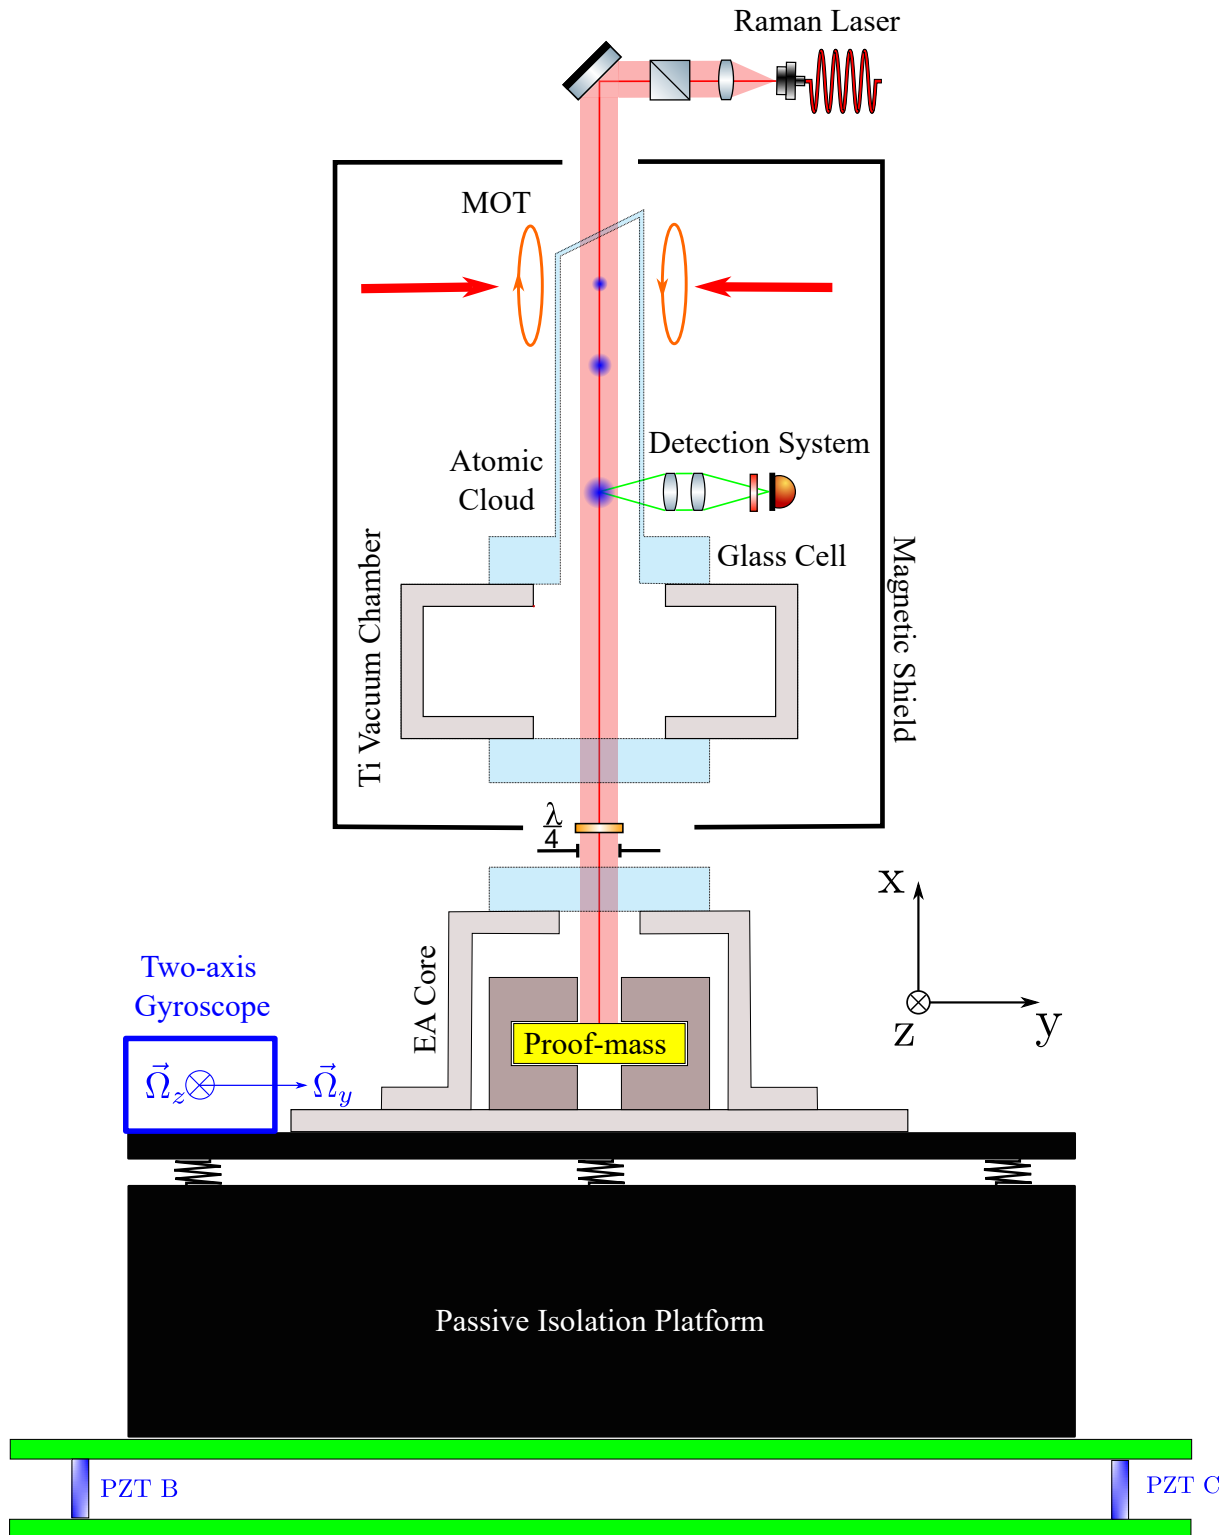 Raman Laser
MOT
Detection System
Atomic
Cloud
Glass Cell
Ti Vacuum Chamber
Magnetic Shield
λ
4
x
y
z
Two-axis
Gyroscope
EA Core
Proof-mass
Ω⃗z
Ω⃗y
Passive Isolation Platform
PZT B
PZT C